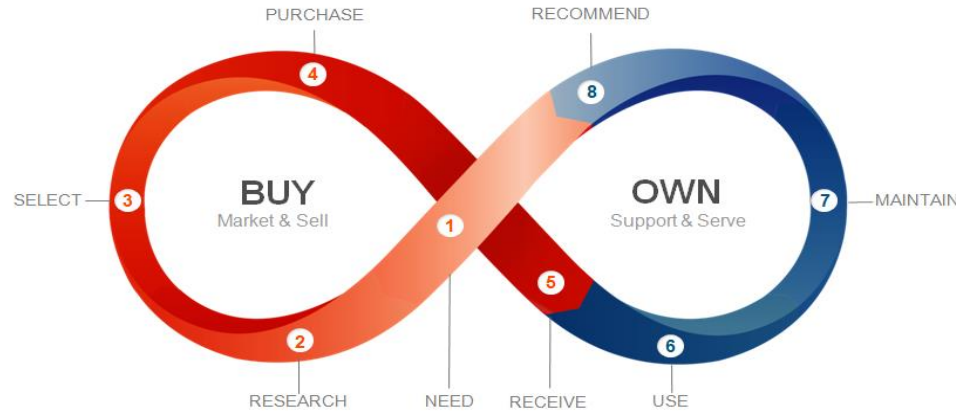 PURCHASE
RECOMMEND
4
8
SELECT
3
BUY
Market & Sell
OWN
Support & Serve
7
MAINTAIN
1
5
2
6
RESEARCH
NEED
RECEIVE
USE